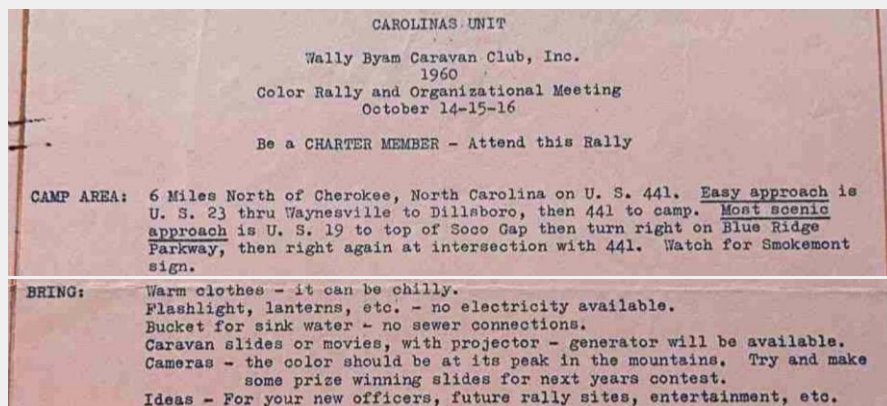 CAROLINAS UNIT
Wally Byam Caravan Club, Inc.
1960
Color Rally and Organizational Meeting
October 14-15-16
Be a CHARTER MEMBER - Attend this Rally
CAMP AREA: 6 Miles North of Cherokee, North Carolina on U. S. 441. Easy approach is
U. S. 23 thru Waynesville to Dillsboro, then 441 to camp. Most scenic
approach is U. S. 19 to top of Soco Gap then turn right on Blue Ridge
Parkway, then right again at intersection with 441. Watch for Smokemont
sign.
BRING: Warm clothes - it can be chilly.
Flashlight, lanterns, etc. - no electricity available.
Bucket for sink water - no sewer connections.
Caravan slides or movies, with projector - generator will be available.
Cameras - the color should be at its peak in the mountains. Try and make
some prize winning slides for next years contest.
Ideas - For your new officers, future rally sites, entertainment, etc.